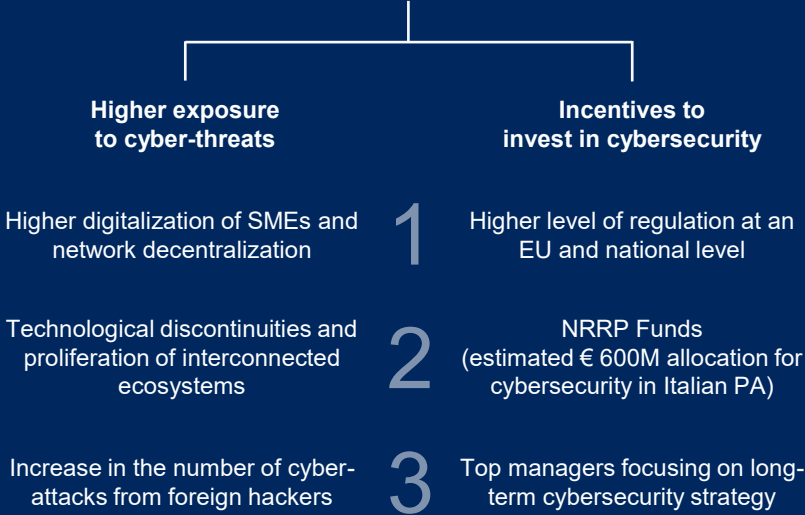 Higher exposure
to cyber-threats
Incentives to
invest in cybersecurity
Higher digitalization of SMEs and
network decentralization
1
Higher level of regulation at an
EU and national level
Technological discontinuities and
proliferation of interconnected
ecosystems
2
NRRP Funds
(estimated € 600M allocation for
cybersecurity in Italian PA)
Increase in the number of cyber-
attacks from foreign hackers
3
Top managers focusing on long-
term cybersecurity strategy